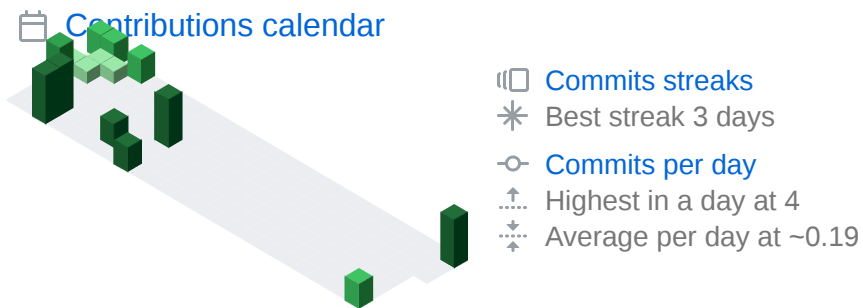 Contributions calendar
Commits streaks
Best streak 3 days
Commits per day
Highest in a day at 4
Average per day at ~0.19